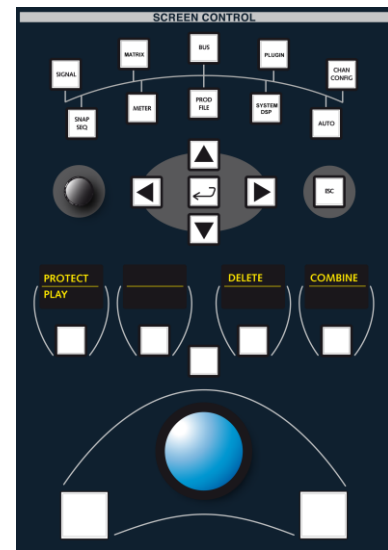 SCREEN CONTROL
BUS
MATRIX
PLUGIN
SIGNAL
CHAN
CONFIG
SNAP
SEQ
METER
PROD
FILE
SYSTEM
DSP
AUTO
ESC
PROTECT
PLAY
DELETE
COMBINE